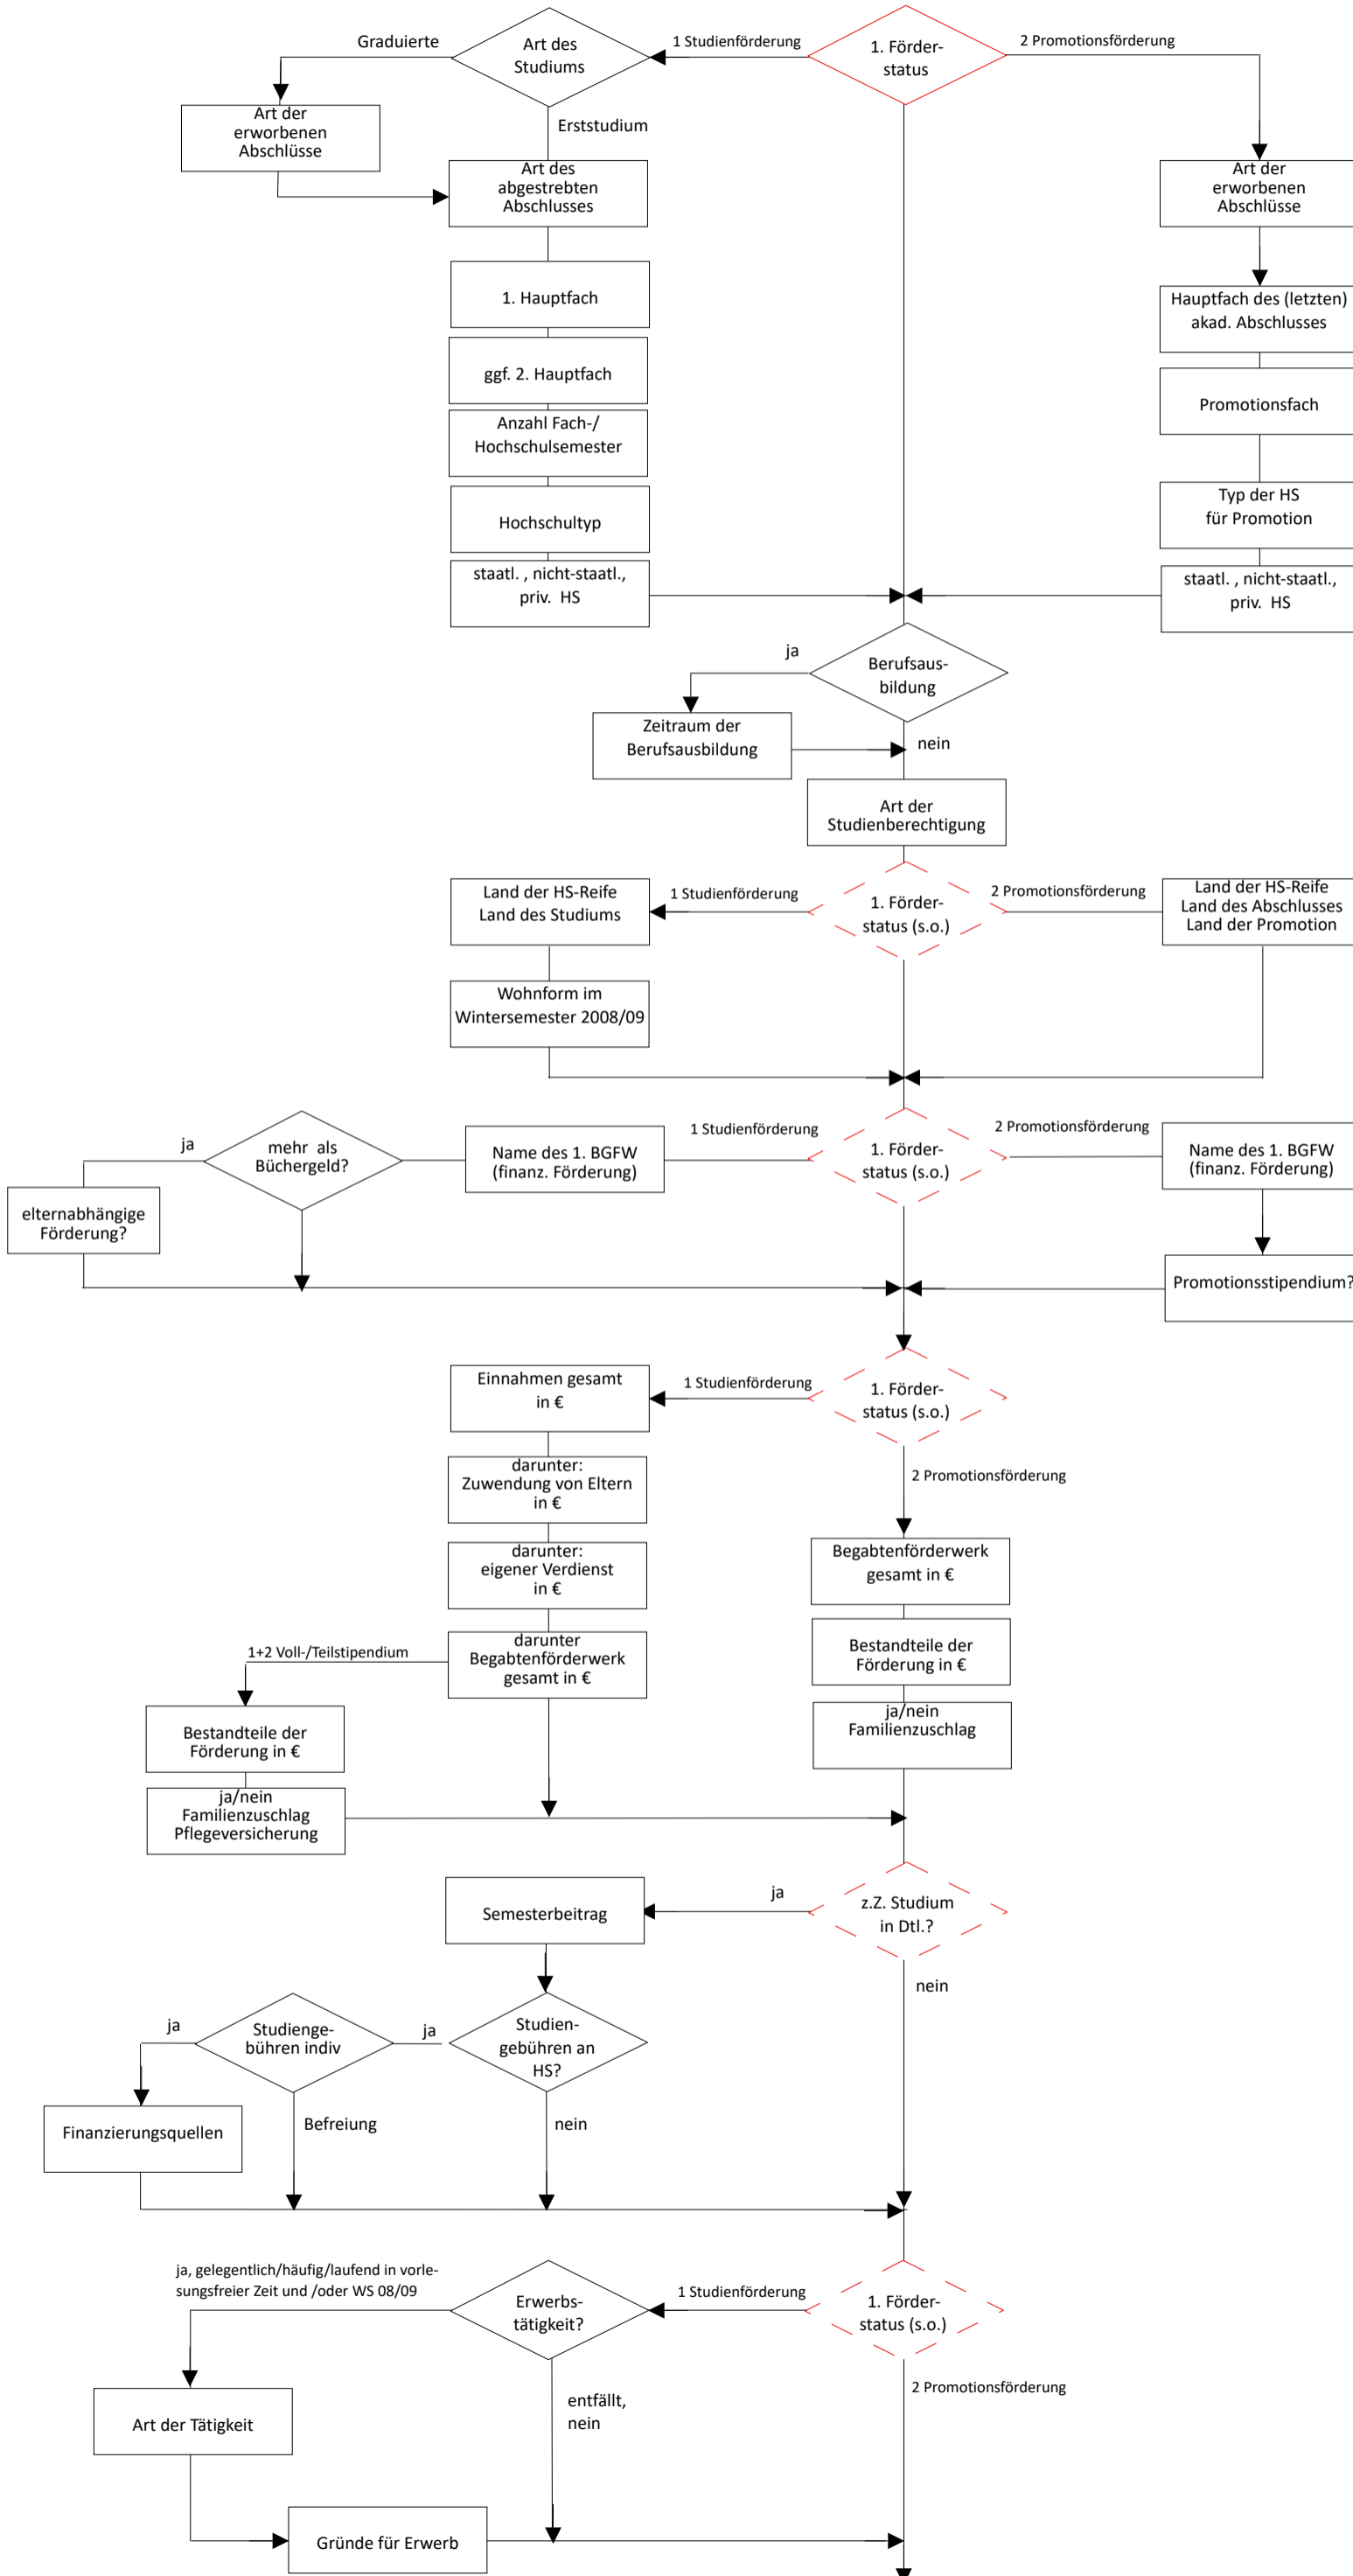 Graduierte
Art des
Studiums
1 Studienförderung
1. Förder-
status
2 Promotionsförderung
Art der
erworbenen
Abschlüsse
Erststudium
Art des
abgestrebten
Abschlusses
Art der
erworbenen
Abschlüsse
1. Hauptfach
Hauptfach des (letzten)
akad. Abschlusses
ggf. 2. Hauptfach
Promotionsfach
Anzahl Fach-/
Hochschulsemester
Hochschultyp
Typ der HS
für Promotion
staatl. , nicht-staatl.,
priv. HS
staatl. , nicht-staatl.,
priv. HS
ja
Berufsaus-
bildung
Zeitraum der
Berufsausbildung
nein
Art der
Studienberechtigung
Land der HS-Reife
Land des Studiums
1 Studienförderung
1. Förder-
status (s.o.)
2 Promotionsförderung
Land der HS-Reife
Land des Abschlusses
Land der Promotion
Wohnform im
Wintersemester 2008/09
ja
mehr als
Büchergeld?
Name des 1. BGFW
(finanz. Förderung)
1 Studienförderung
1. Förder-
status (s.o.)
2 Promotionsförderung
Name des 1. BGFW
(finanz. Förderung)
elternabhängige
Förderung?
Promotionsstipendium?
Einnahmen gesamt
in €
1 Studienförderung
1. Förder-
status (s.o.)
darunter:
Zuwendung von Eltern
in €
2 Promotionsförderung
darunter:
eigener Verdienst
in €
Begabtenförderwerk
gesamt in €
1+2 Voll-/Teilstipendium
darunter
Begabtenförderwerk
gesamt in €
Bestandteile der
Förderung in €
Bestandteile der
Förderung in €
ja/nein
Familienzuschlag
ja/nein
Familienzuschlag
Pflegeversicherung
Semesterbeitrag
ja
z.Z. Studium
in Dtl.?
nein
ja
Studienge-
bühren indiv
ja
Studien-
gebühren an
HS?
Finanzierungsquellen
Befreiung
nein
ja, gelegentlich/häufig/laufend in vorle-
sungsfreier Zeit und /oder WS 08/09
Erwerbs-
tätigkeit?
1 Studienförderung
1. Förder-
status (s.o.)
2 Promotionsförderung
Art der Tätigkeit
entfällt,
nein
Gründe für Erwerb